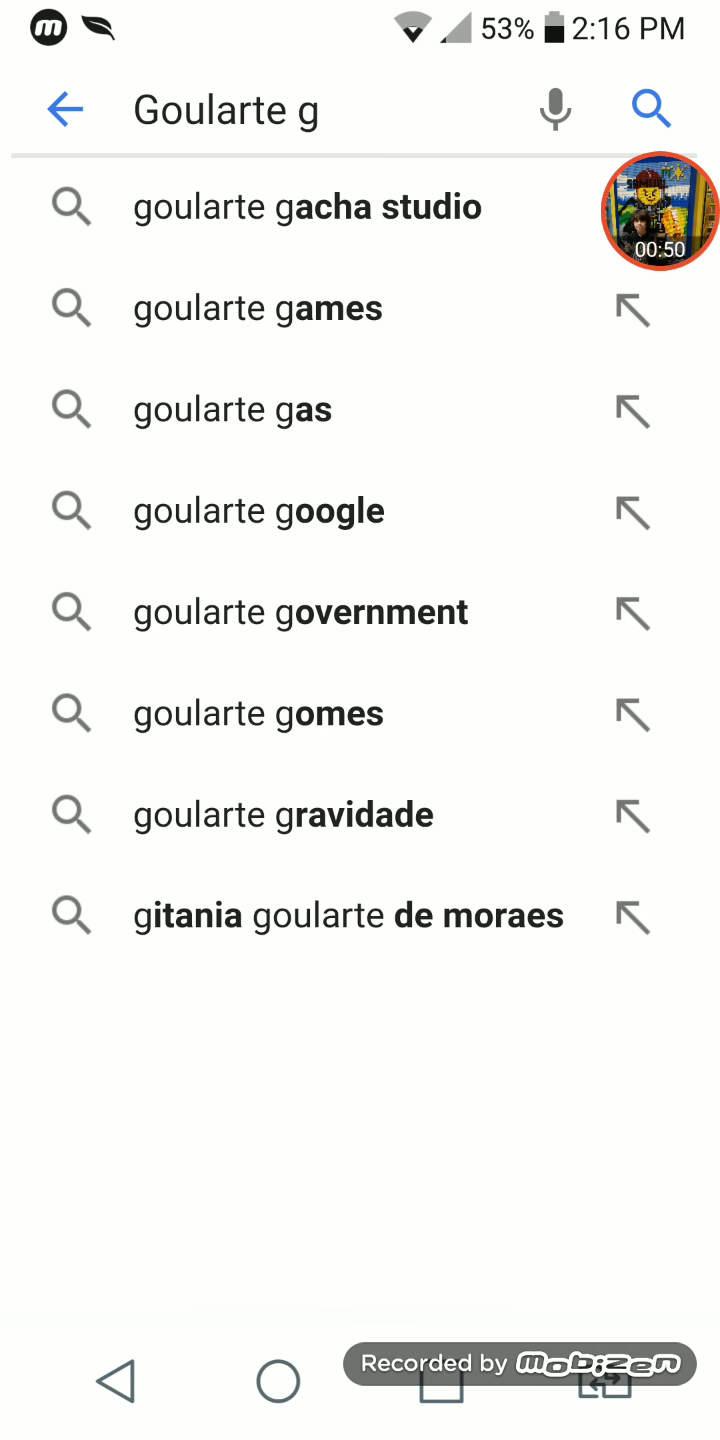 53% 2:16 PM
Goularte g
goularte gacha studio
00:50
goularte games
goularte gas
goularte google
goularte government
goularte gomes
goularte gravidade
gitania goularte de moraes
Recorded by mobizen